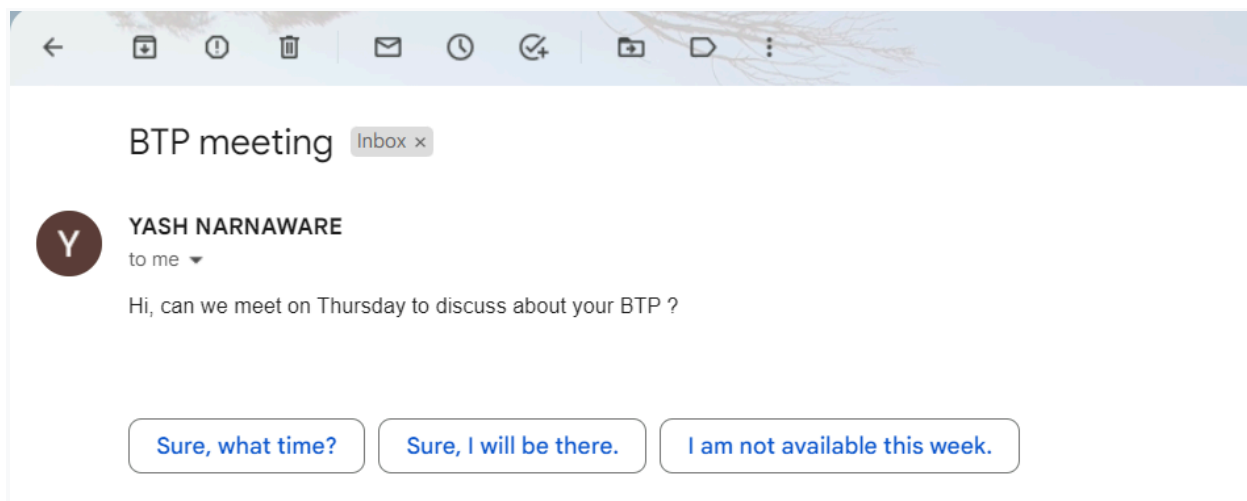 BTP meeting Inbox ×
Y
YASH NARNAWARE
to me
Hi, can we meet on Thursday to discuss about your BTP ?
Sure, what time? Sure, I will be there. I am not available this week.